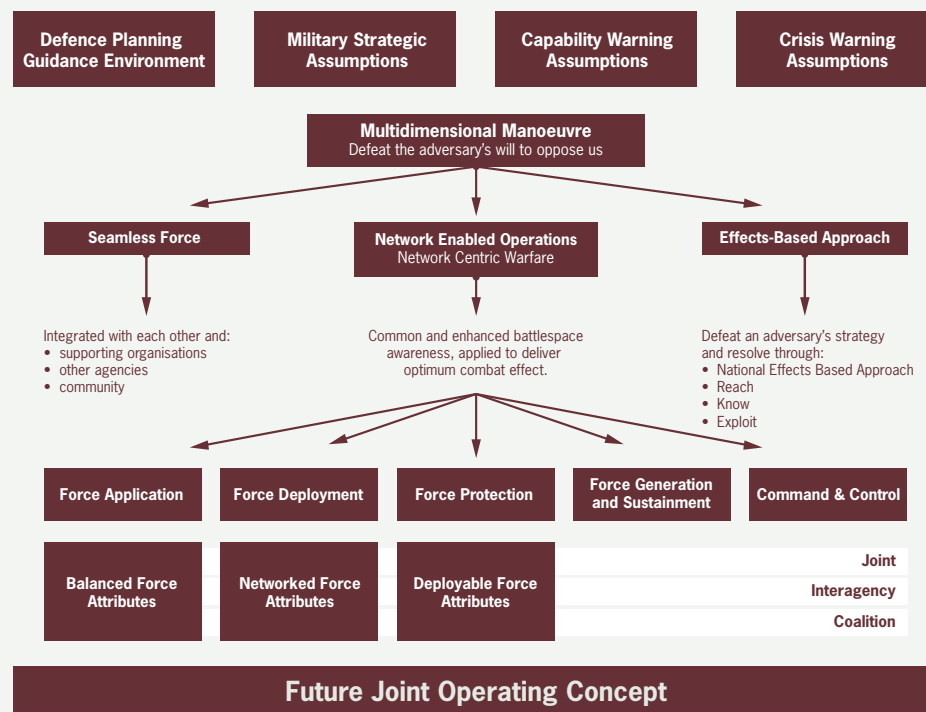 Defence Planning
Guidance Environment
Military Strategic
Assumptions
Capability Warning
Assumptions
Crisis Warning
Assumptions
Multidimensional Manoeuvre
Defeat the adversary's will to oppose us
Seamless Force
Network Enabled Operations
Network Centric Warfare
Effects-Based Approach
Integrated with each other and:
• supporting organisations
• other agencies
• community
Common and enhanced battlespace
awareness, applied to deliver
optimum combat effect.
Defeat an adversary's strategy
and resolve through:
• National Effects Based Approach
• Reach
• Know
• Exploit
Force Application
Force Deployment
Force Protection
Force Generation
and Sustainment
Command & Control
Balanced Force
Attributes
Networked Force
Attributes
Deployable Force
Attributes
Joint
Interagency
Coalition
Future Joint Operating Concept